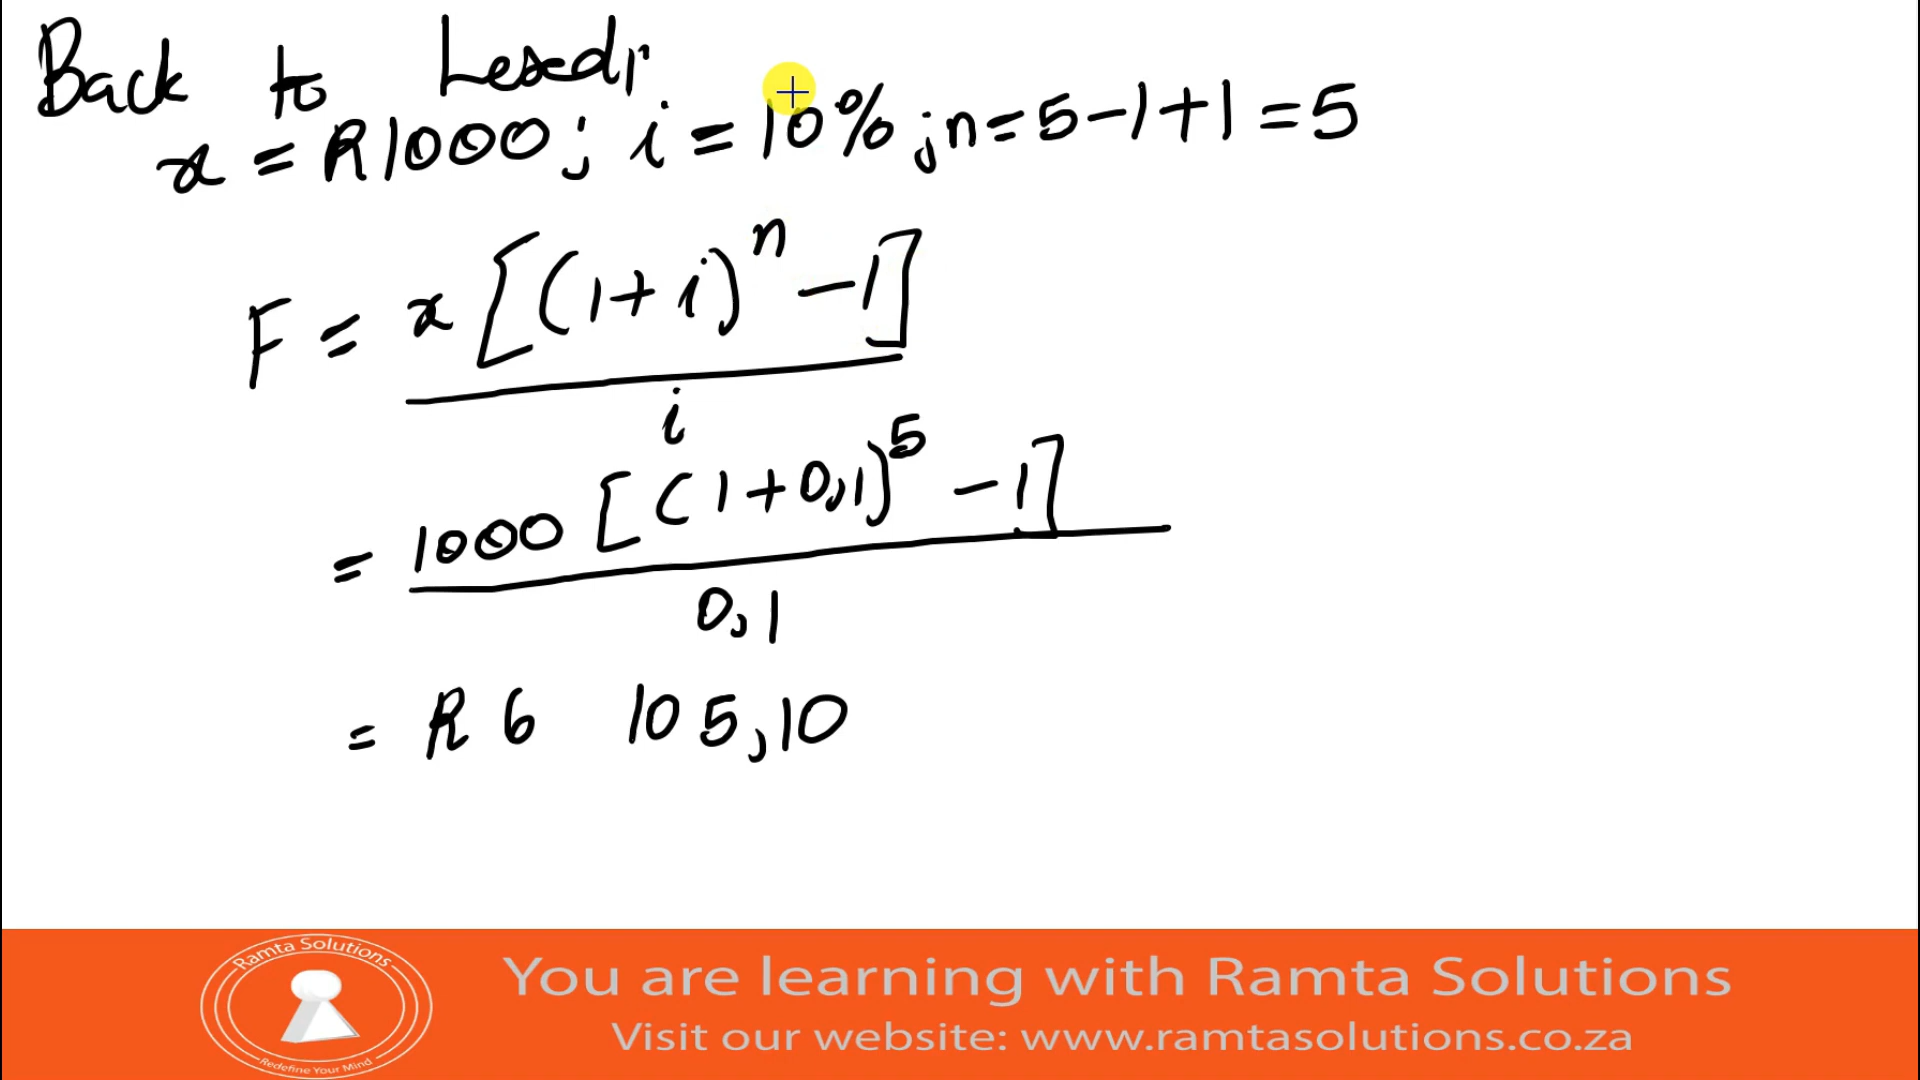 Back to Lesedi
x = R1000; i = 10%; n = 5-1+1 = 5
F = x[(1+i)^n - 1]
i
= 1000[(1+0,1)^5 - 1]
0,1
= R 6 105,10
Ramta Solutions
Redefine Your Mind
You are learning with Ramta Solutions
Visit our website: www.ramtasolutions.co.za